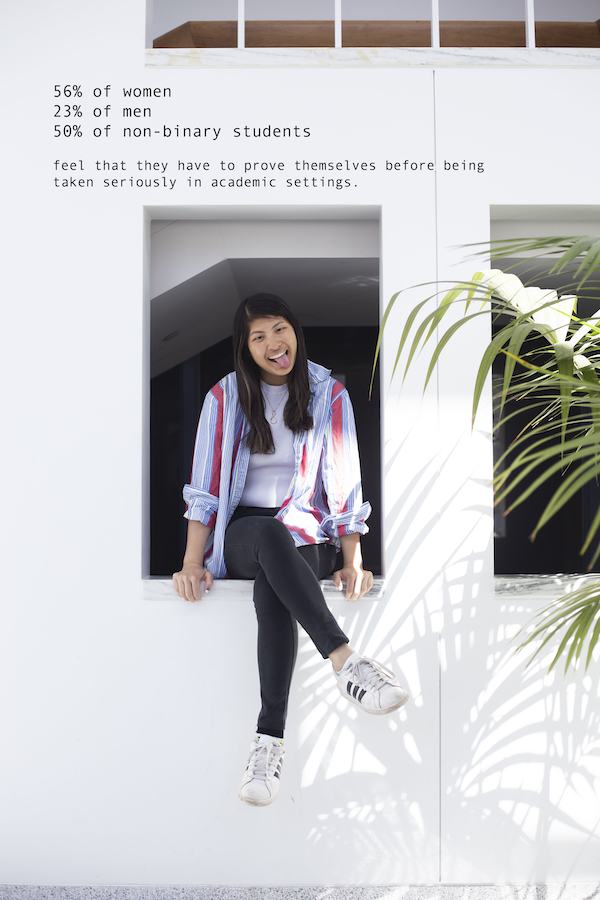 56% of women
23% of men
50% of non-binary students
feel that they have to prove themselves before being
taken seriously in academic settings.